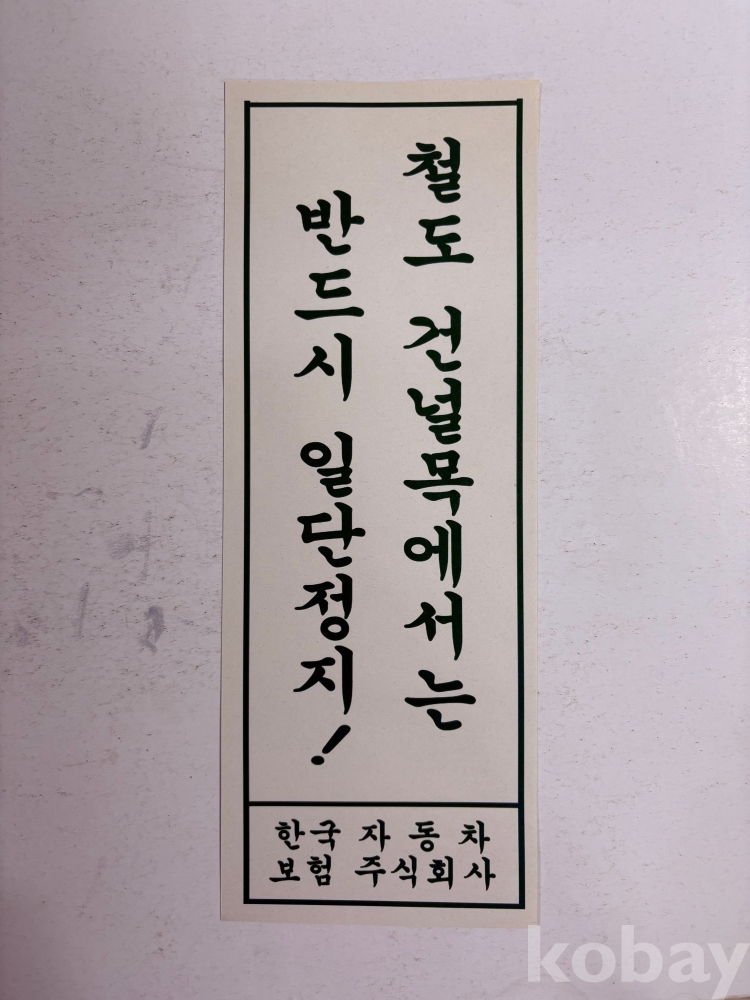 철도 건널목에서는
반드시 일단정지!
한국 자동차
보험 주식회사
kobay